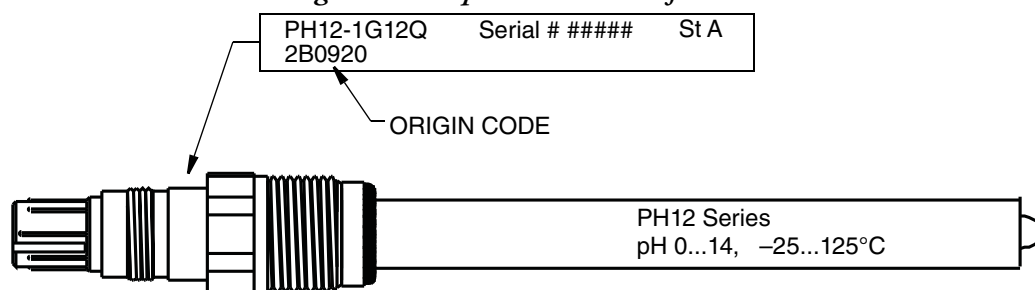 PH12-1G12Q Serial # ##### St A
2B0920
ORIGIN CODE
PH12 Series
pH 0...14, –25...125°C